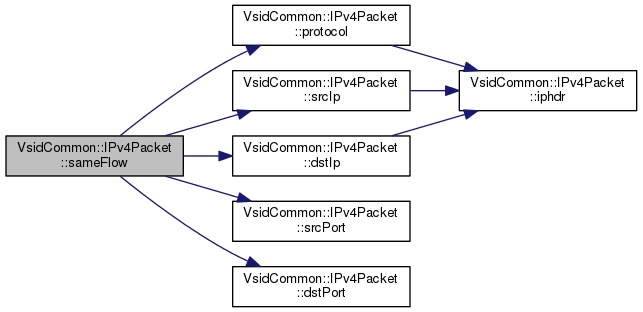 VsidCommon::IPv4Packet
::sameFlow
VsidCommon::IPv4Packet
::protocol
VsidCommon::IPv4Packet
::srcIp
VsidCommon::IPv4Packet
::dstIp
VsidCommon::IPv4Packet
::srcPort
VsidCommon::IPv4Packet
::dstPort
VsidCommon::IPv4Packet
::iphdr